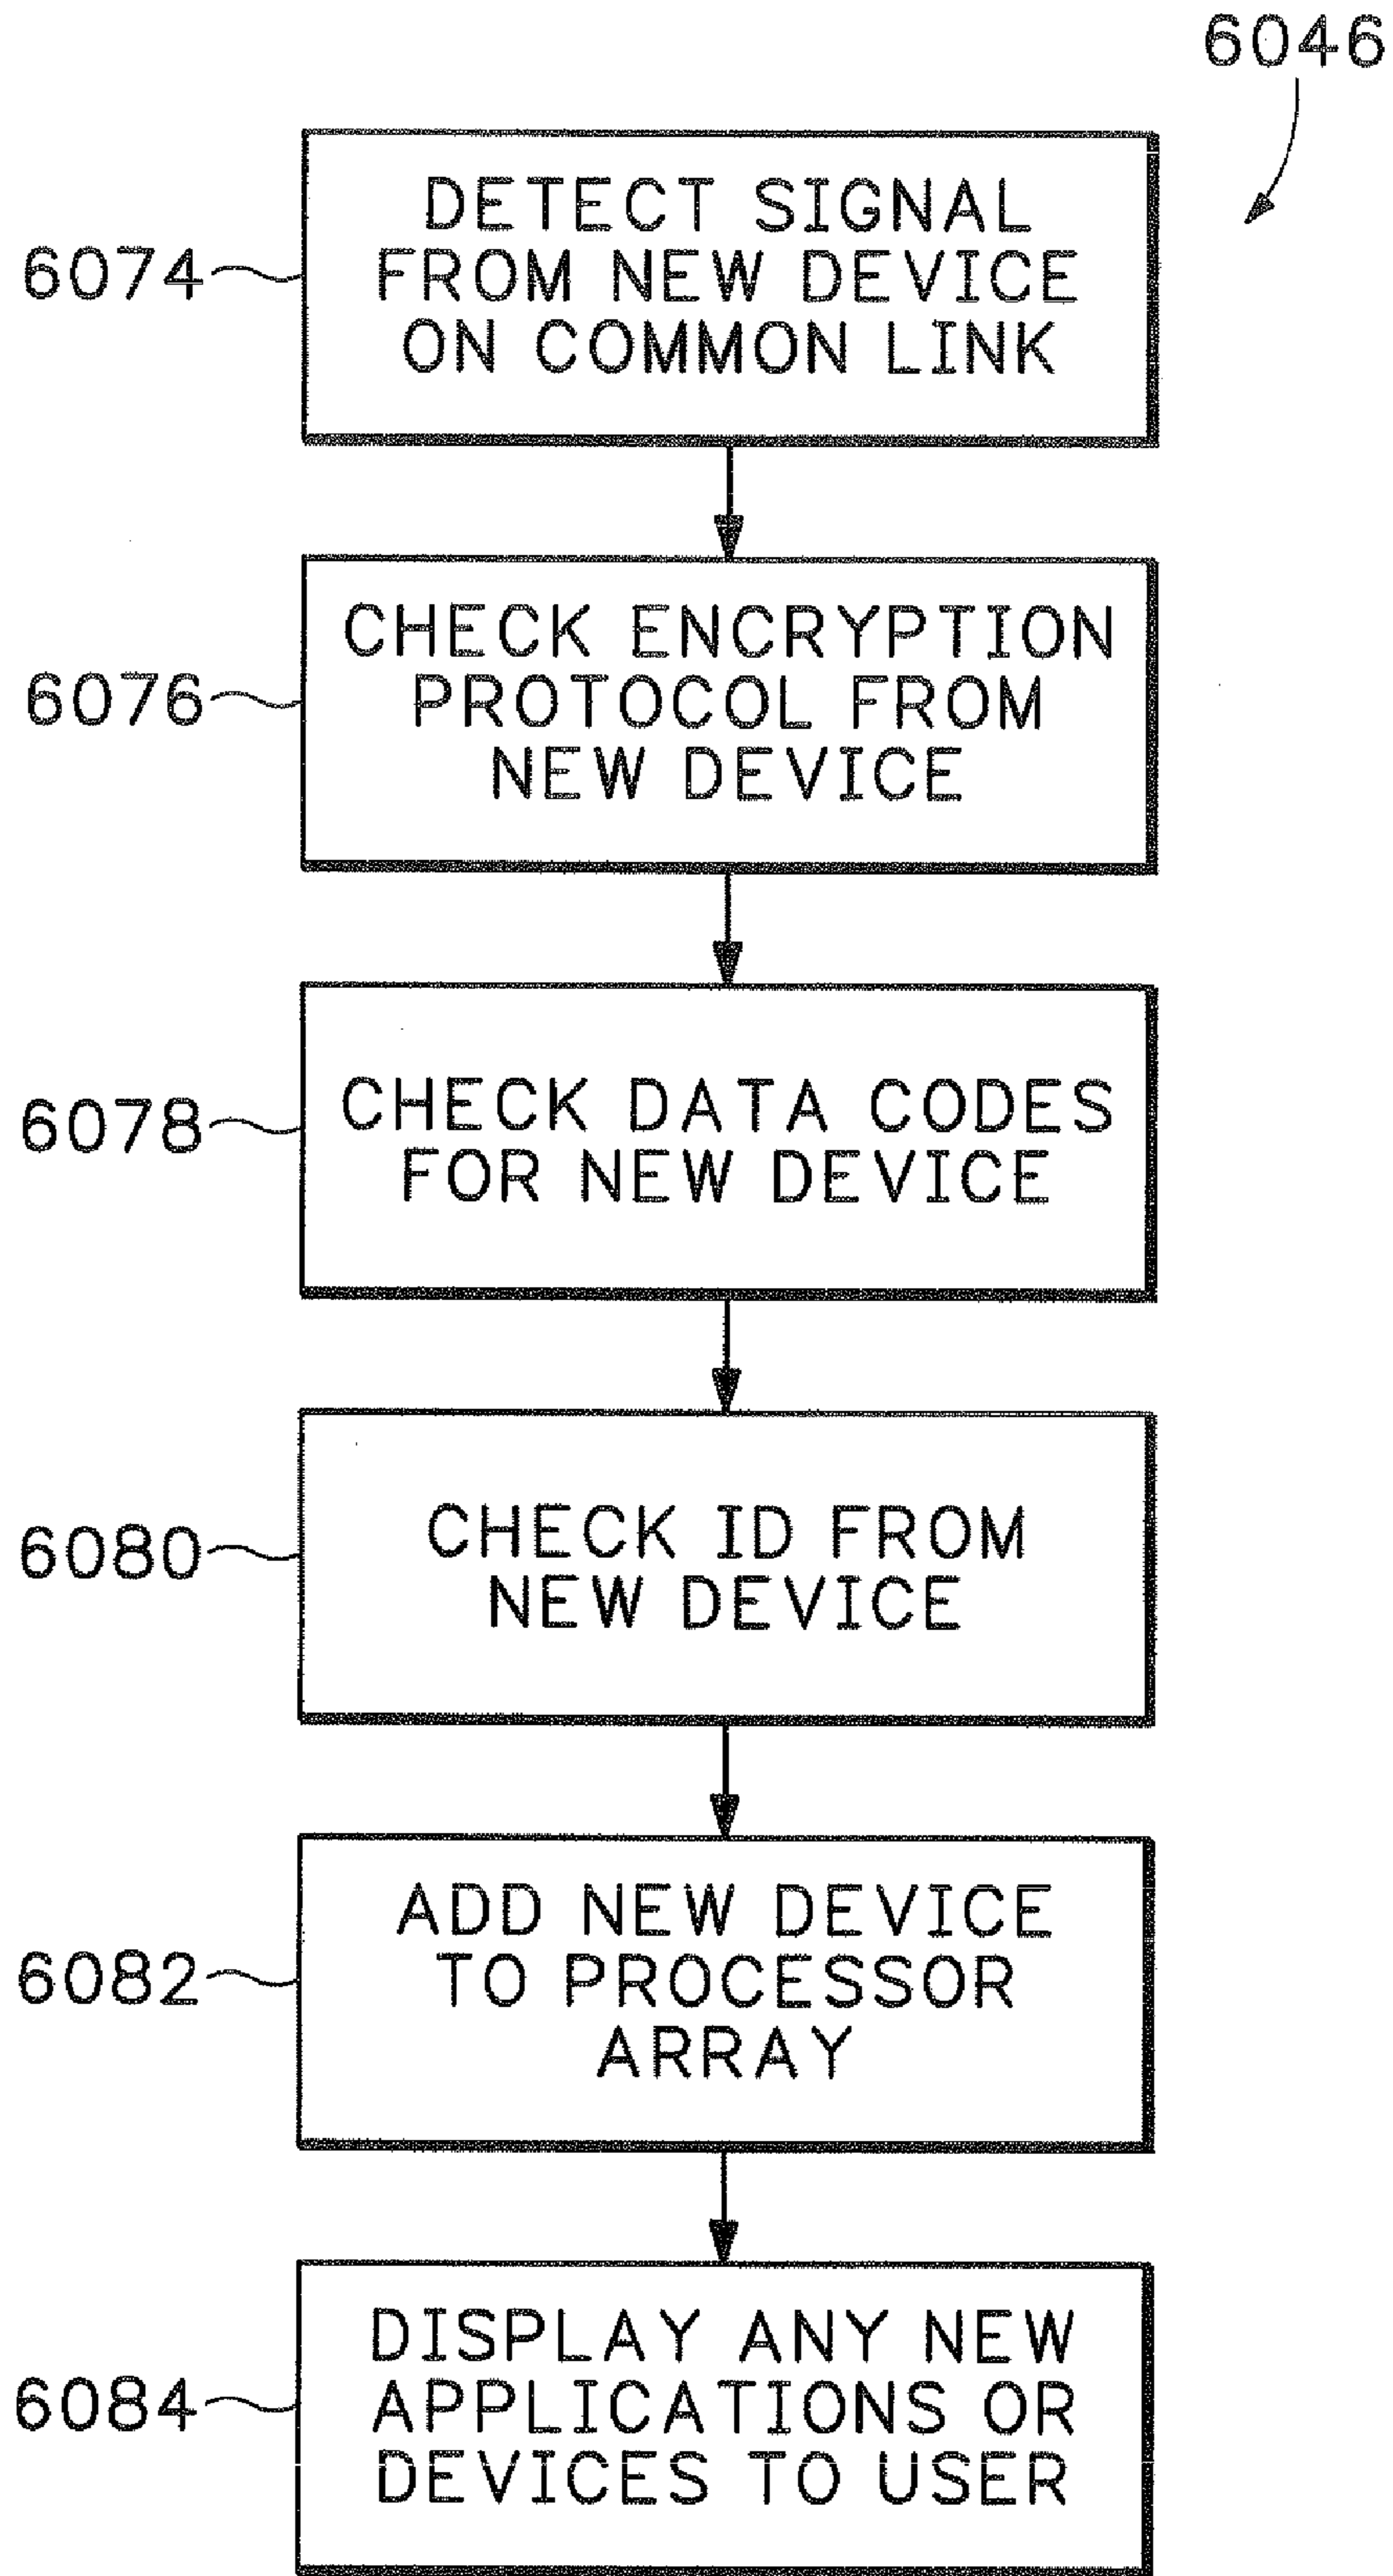 6046
6074
DETECT SIGNAL
FROM NEW DEVICE
ON COMMON LINK
6076
CHECK ENCRYPTION
PROTOCOL FROM
NEW DEVICE
6078
CHECK DATA CODES
FOR NEW DEVICE
6080
CHECK ID FROM
NEW DEVICE
6082
ADD NEW DEVICE
TO PROCESSOR
ARRAY
6084
DISPLAY ANY NEW
APPLICATIONS OR
DEVICES TO USER